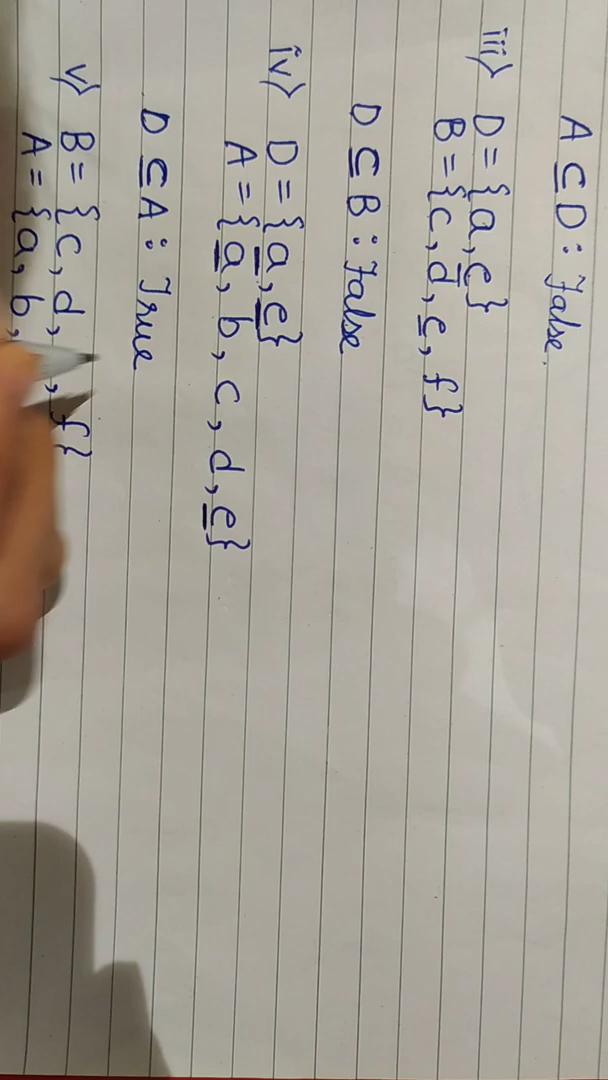 A ⊆ D : False.
iii) D = {a, e}
B = {c, d, e, f}
D ⊆ B : False
iv) D = {a, e}
A = {a, b, c, d, e}
D ⊆ A : True
v) B = {c, d, , f}
A = {a, b,